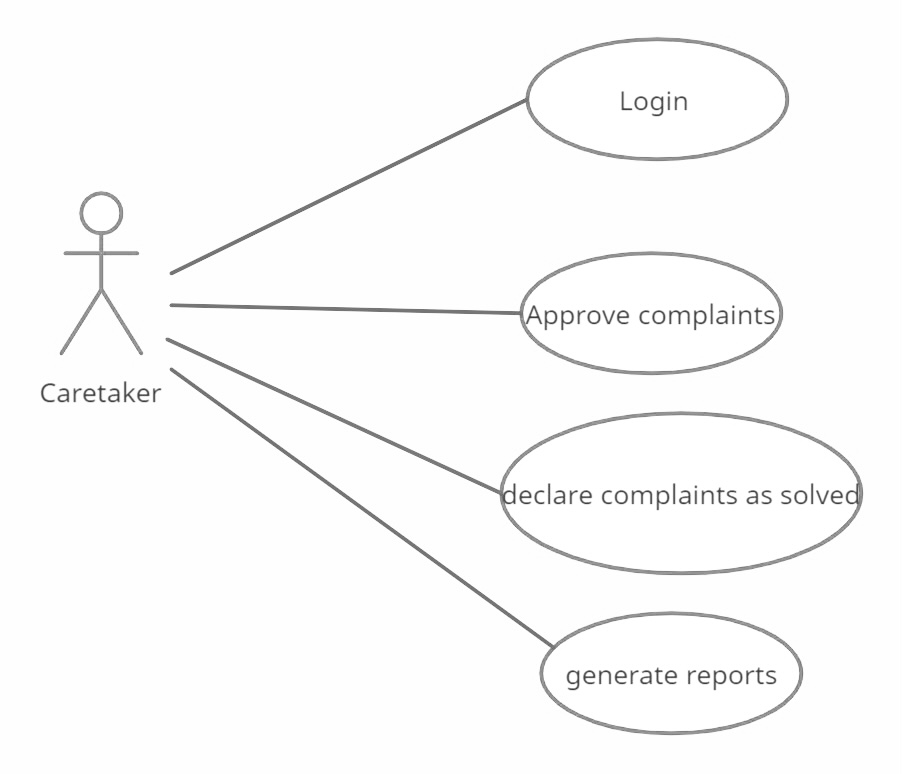 Login
Approve complaints
Caretaker
declare complaints as solved
generate reports